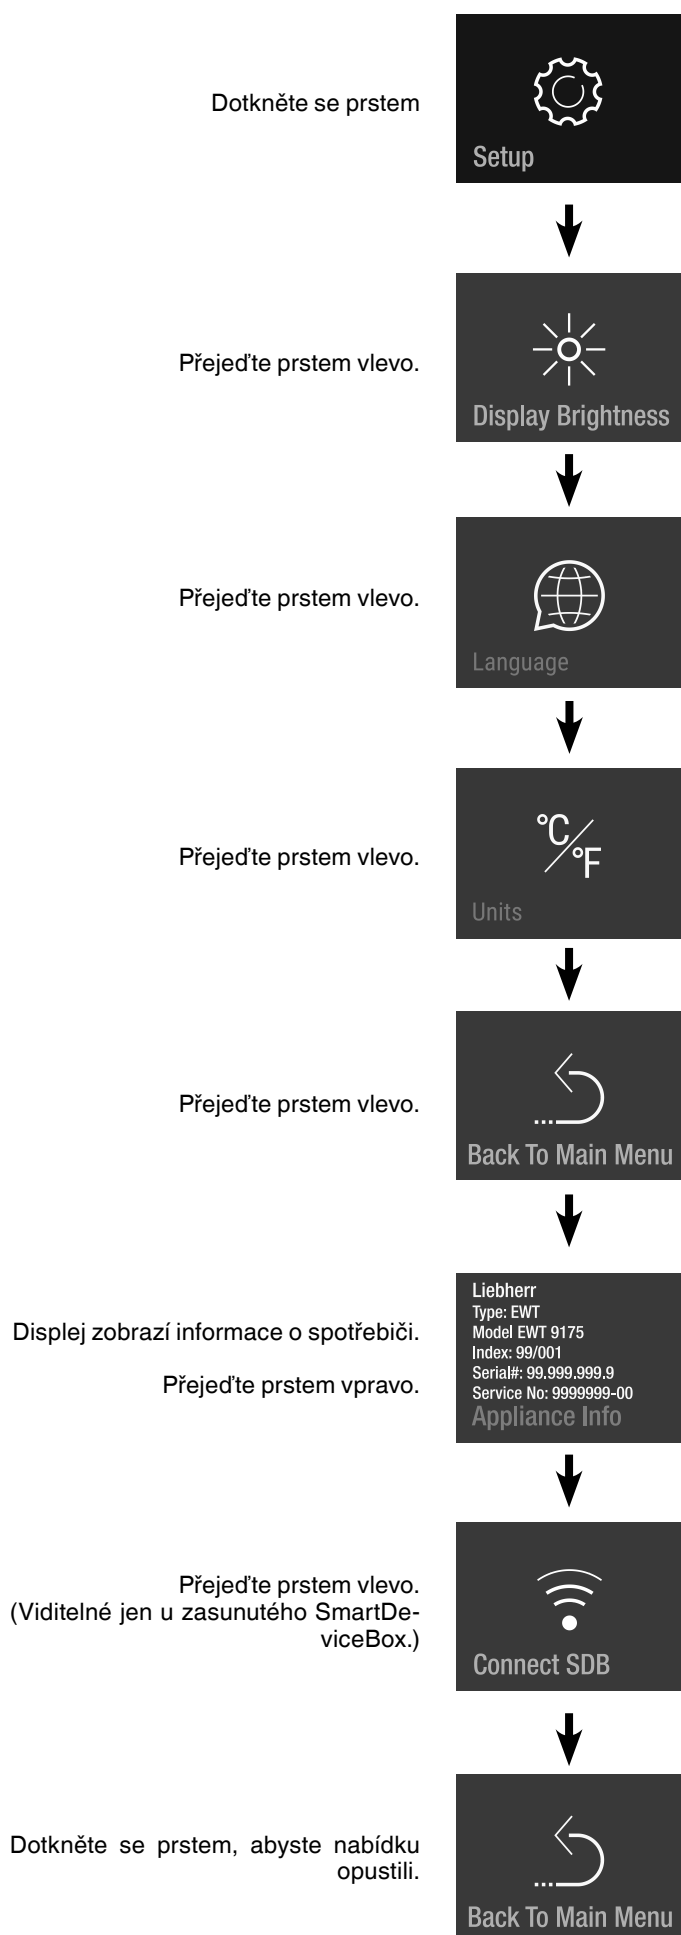 Dotkněte se prstem
Setup
Přejeďte prstem vlevo.
Display Brightness
Přejeďte prstem vlevo.
Language
Přejeďte prstem vlevo.
°C/°F
Units
Přejeďte prstem vlevo.
Back To Main Menu
Displej zobrazí informace o spotřebiči.
Přejeďte prstem vpravo.
Liebherr
Type: EWT
Model EWT 9175
Index: 99/001
Serial#: 99.999.999.9
Service No: 9999999-00
Appliance Info
Přejeďte prstem vlevo.
(Viditelné jen u zasunutého SmartDe-
viceBox.)
Connect SDB
Dotkněte se prstem, abyste nabídku
opustili.
Back To Main Menu